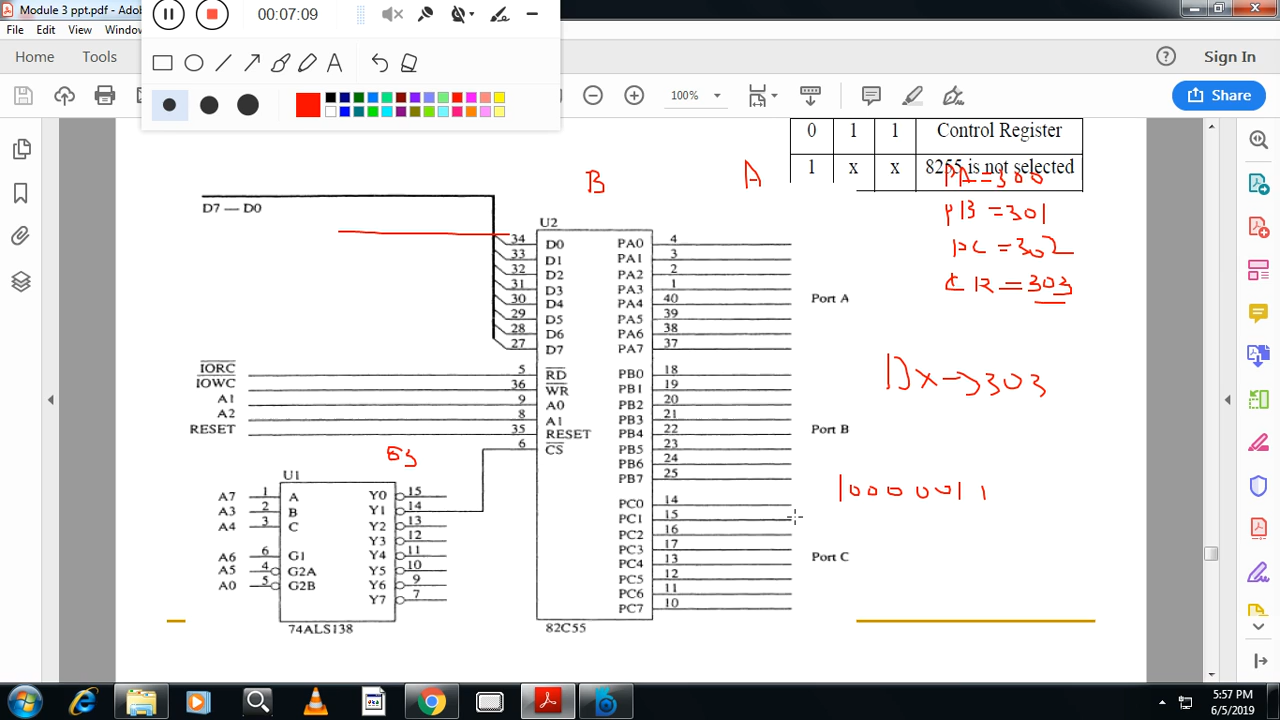 Module 3 ppt.pdf - Adob
00:07:09
File Edit View Window
Home Tools
Sign In
A
100%
Share
0 1 1 Control Register
1 x x 8255 is not selected
B A
PA = 300
PB = 301
PC = 302
CR = 303
D7 — D0
U2
34 D0 PA0 4
33 D1 PA1 3
32 D2 PA2 2
31 D3 PA3 1
30 D4 PA4 40
29 D5 PA5 39
28 D6 PA6 38
27 D7 PA7 37
Port A
IORC 5 RD PB0 18
IOWC 36 WR PB1 19
A1 9 A0 PB2 20
A2 8 A1 PB3 21
RESET 35 RESET PB4 22
6 CS PB5 23
PB6 24
PB7 25
Port B
DX → 303
U1
A7 1 A Y0 15
A3 2 B Y1 14
A4 3 C Y2 13
Y3 12
A6 6 G1 Y4 11
A5 4 G2A Y5 10
A0 5 G2B Y6 9
Y7 7
74ALS138
10000011
PC0 14
PC1 15
PC2 16
PC3 17
PC4 13
PC5 12
PC6 11
PC7 10
Port C
82C55
5:57 PM
6/5/2019